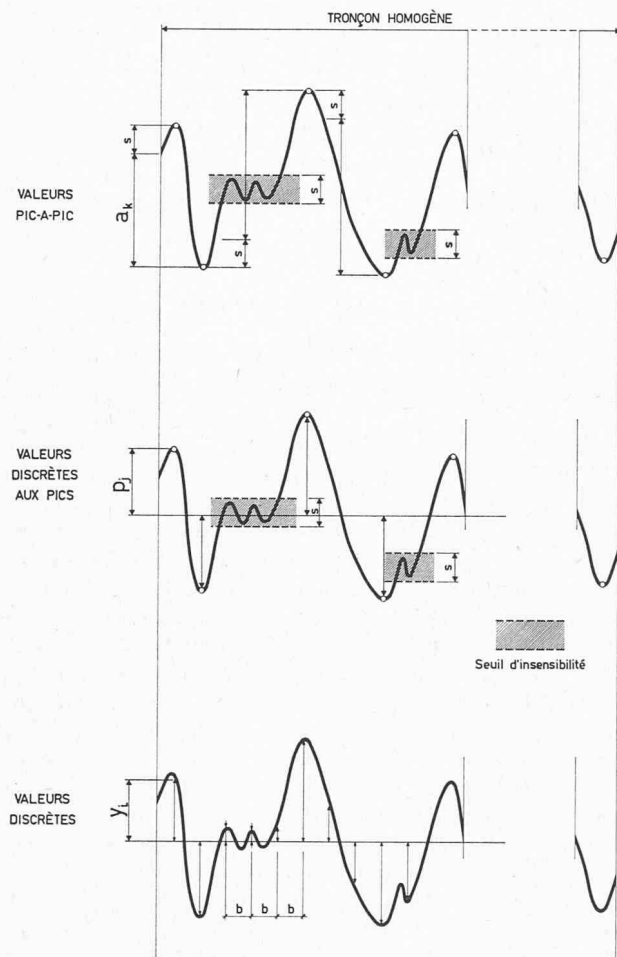 TRONÇON HOMOGÈNE
s
s
VALEURS
PIC-A-PIC
a_k
s
s
s
VALEURS
DISCRÈTES
AUX PICS
p_j
s
s
Seuil d'insensibilité
VALEURS
DISCRÈTES
y_i
b b b